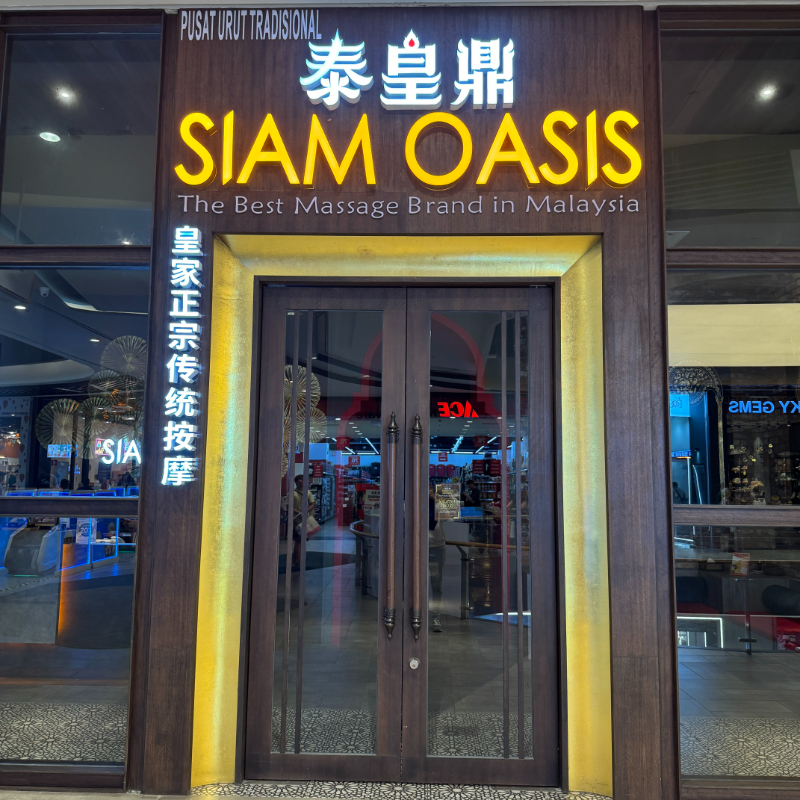 PUSAT URUT TRADISIONAL
泰皇鼎
SIAM OASIS
The Best Massage Brand in Malaysia
皇家正宗传统按摩
SIA
ACE
KY GEMS